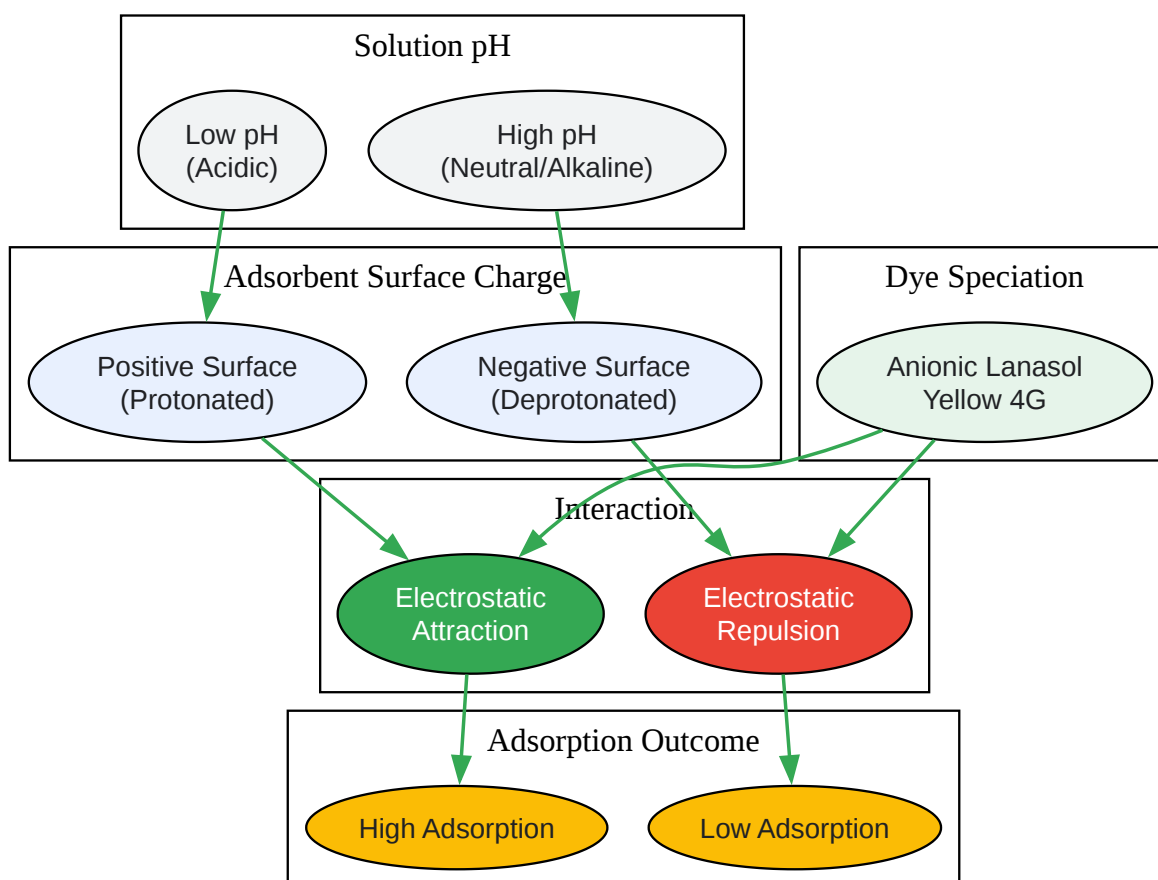 Solution pH
Low pH
(Acidic)
High pH
(Neutral/Alkaline)
Adsorbent Surface Charge
Positive Surface
(Protonated)
Negative Surface
(Deprotonated)
Dye Speciation
Anionic Lanasol
Yellow 4G
Interaction
Electrostatic
Attraction
Electrostatic
Repulsion
Adsorption Outcome
High Adsorption
Low Adsorption